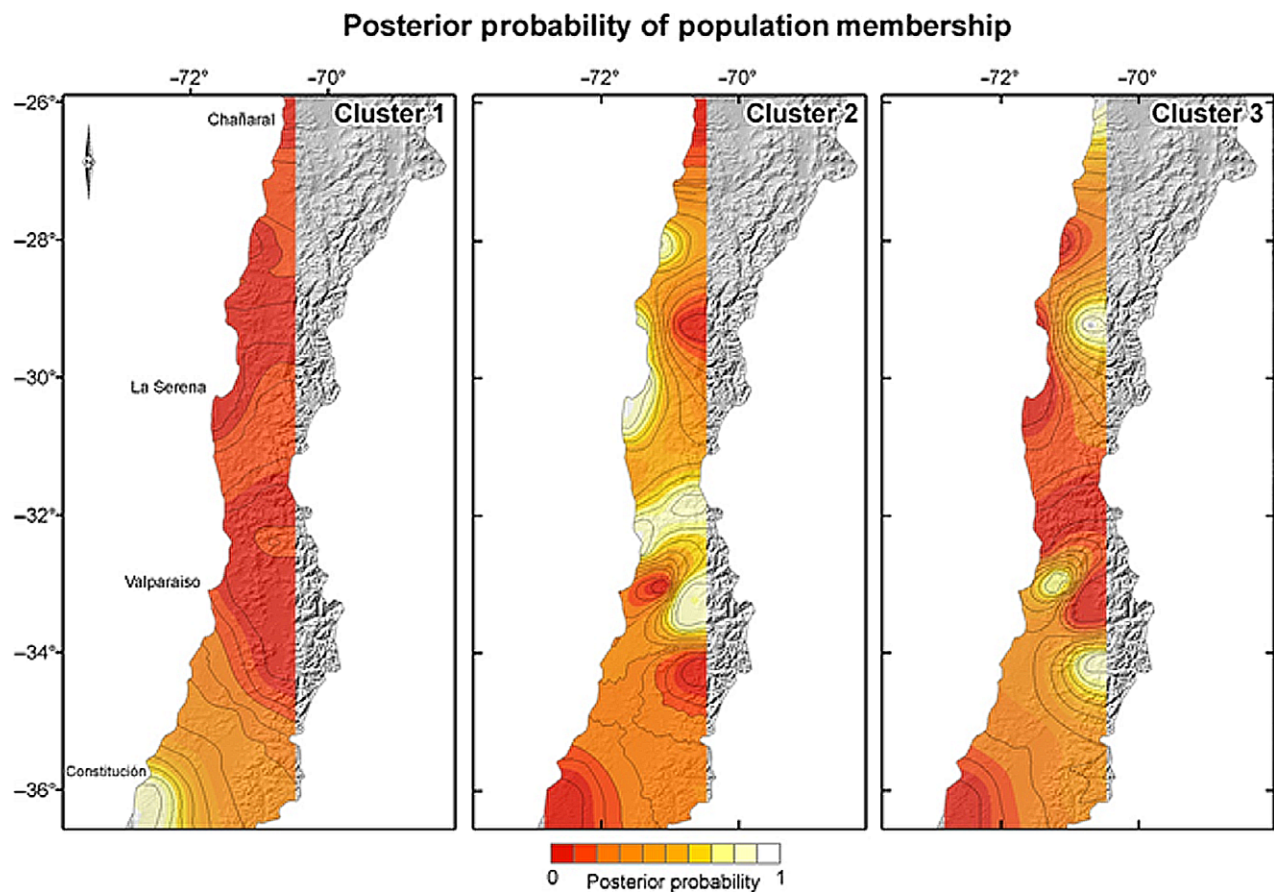 Posterior probability of population membership
−72° −70° −72° −70° −72° −70°
−26°
Cluster 1 Cluster 2 Cluster 3
Chañaral
−28°
−30°
La Serena
−32°
Valparaiso
−34°
Constitución
−36°
0 Posterior probability 1